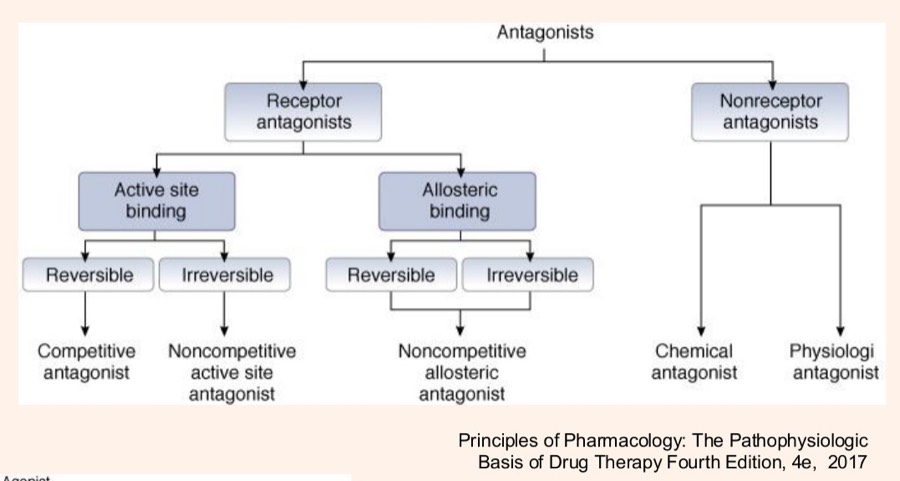 Antagonists
Receptor
antagonists
Nonreceptor
antagonists
Active site
binding
Allosteric
binding
Reversible
Irreversible
Reversible
Irreversible
Competitive
antagonist
Noncompetitive
active site
antagonist
Noncompetitive
allosteric
antagonist
Chemical
antagonist
Physiologi
antagonist
Principles of Pharmacology: The Pathophysiologic
Basis of Drug Therapy Fourth Edition, 4e, 2017